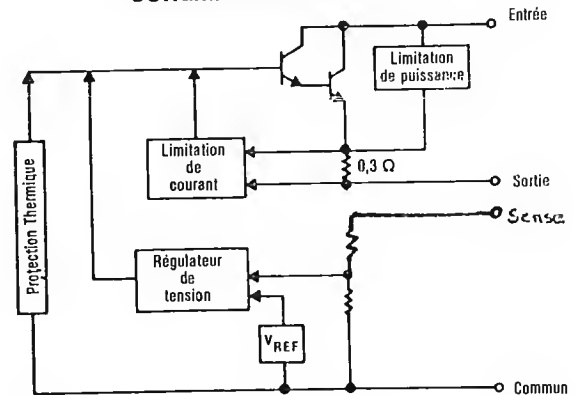 Entrée
Limitation
de puissance
Limitation
de
courant
0,3 Ω
Sortie
Sense
Protection Thermique
Régulateur
de
tension
VREF
Commun